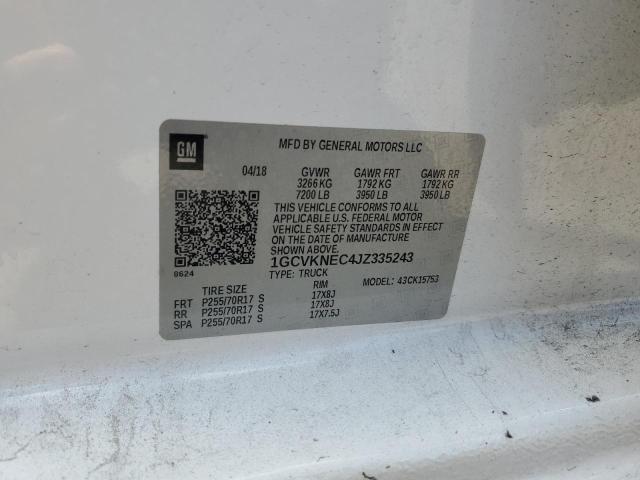 GM
MFD BY GENERAL MOTORS LLC
04/18 GVWR GAWR FRT GAWR RR
3266 KG 1792 KG 1792 KG
7200 LB 3950 LB 3950 LB
THIS VEHICLE CONFORMS TO ALL
APPLICABLE U.S. FEDERAL MOTOR
VEHICLE SAFETY STANDARDS IN EFFECT
ON THE DATE OF MANUFACTURE
SHOWN ABOVE.
1GCVKNEC4JZ335243
8624
TYPE: TRUCK
MODEL: 43CK15753
TIRE SIZE RIM
FRT P255/70R17 S 17X8J
RR P255/70R17 S 17X8J
SPA P255/70R17 S 17X7.5J